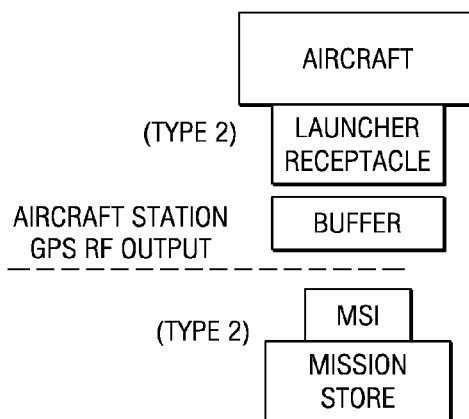 AIRCRAFT
(TYPE 2)
LAUNCHER
RECEPTACLE
AIRCRAFT STATION
GPS RF OUTPUT
BUFFER
(TYPE 2)
MSI
MISSION
STORE